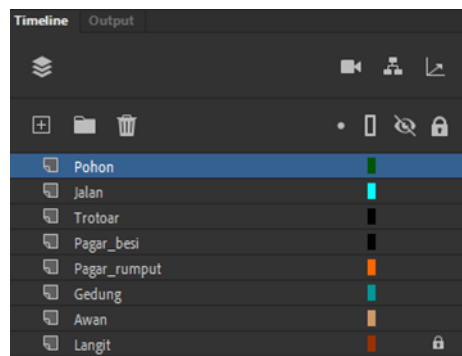 Timeline Output
Pohon
Jalan
Trotoar
Pagar_besi
Pagar_rumput
Gedung
Awan
Langit